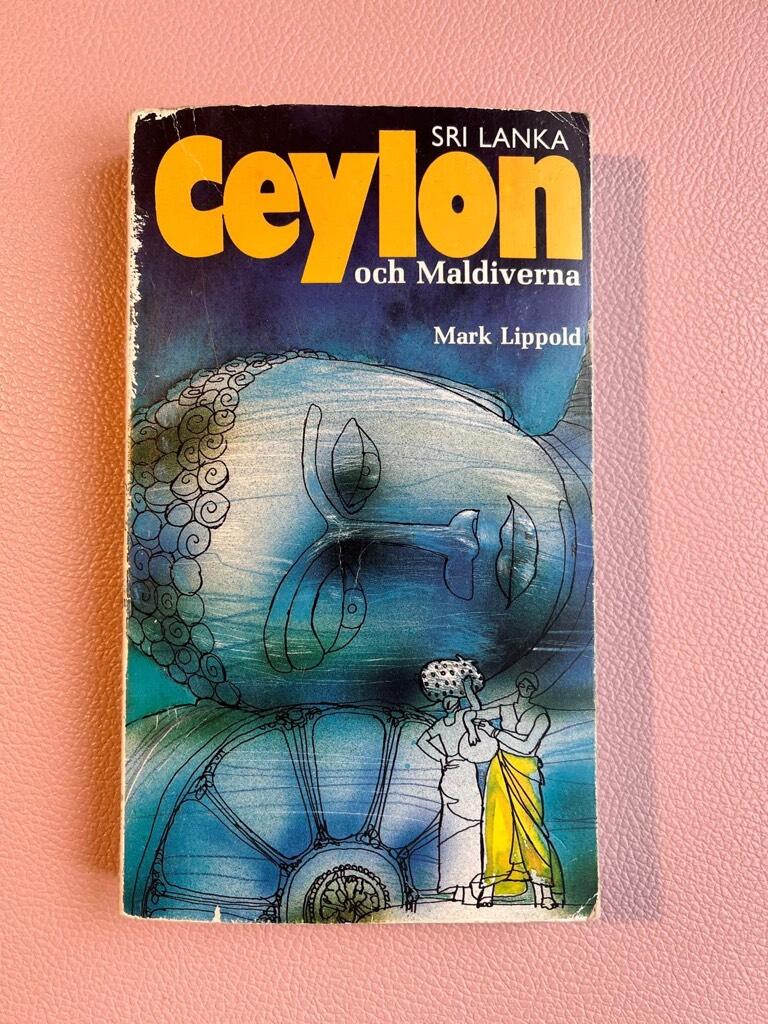 SRI LANKA
Ceylon
och Maldiverna
Mark Lippold